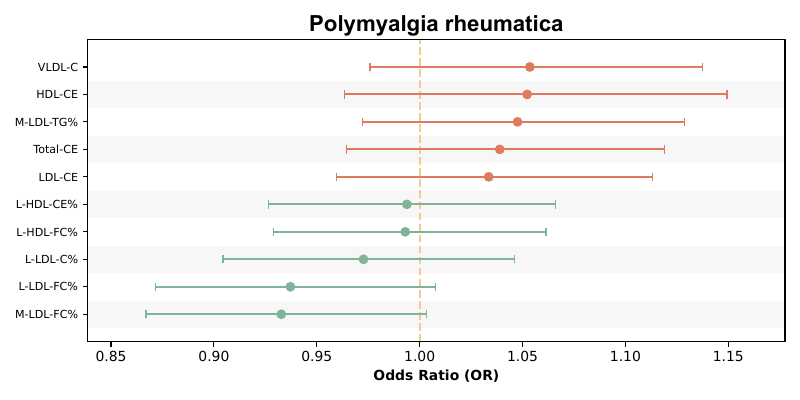 Polymyalgia rheumatica
VLDL-C
HDL-CE
M-LDL-TG%
Total-CE
LDL-CE
L-HDL-CE%
L-HDL-FC%
L-LDL-C%
L-LDL-FC%
M-LDL-FC%
0.85 0.90 0.95 1.00 1.05 1.10 1.15
Odds Ratio (OR)